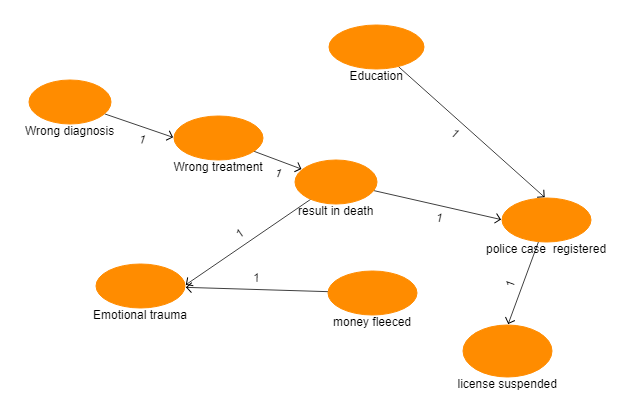 Education
1
Wrong diagnosis
1
Wrong treatment
1
result in death
1
police case  registered
1
1
Emotional trauma
1
money fleeced
license suspended